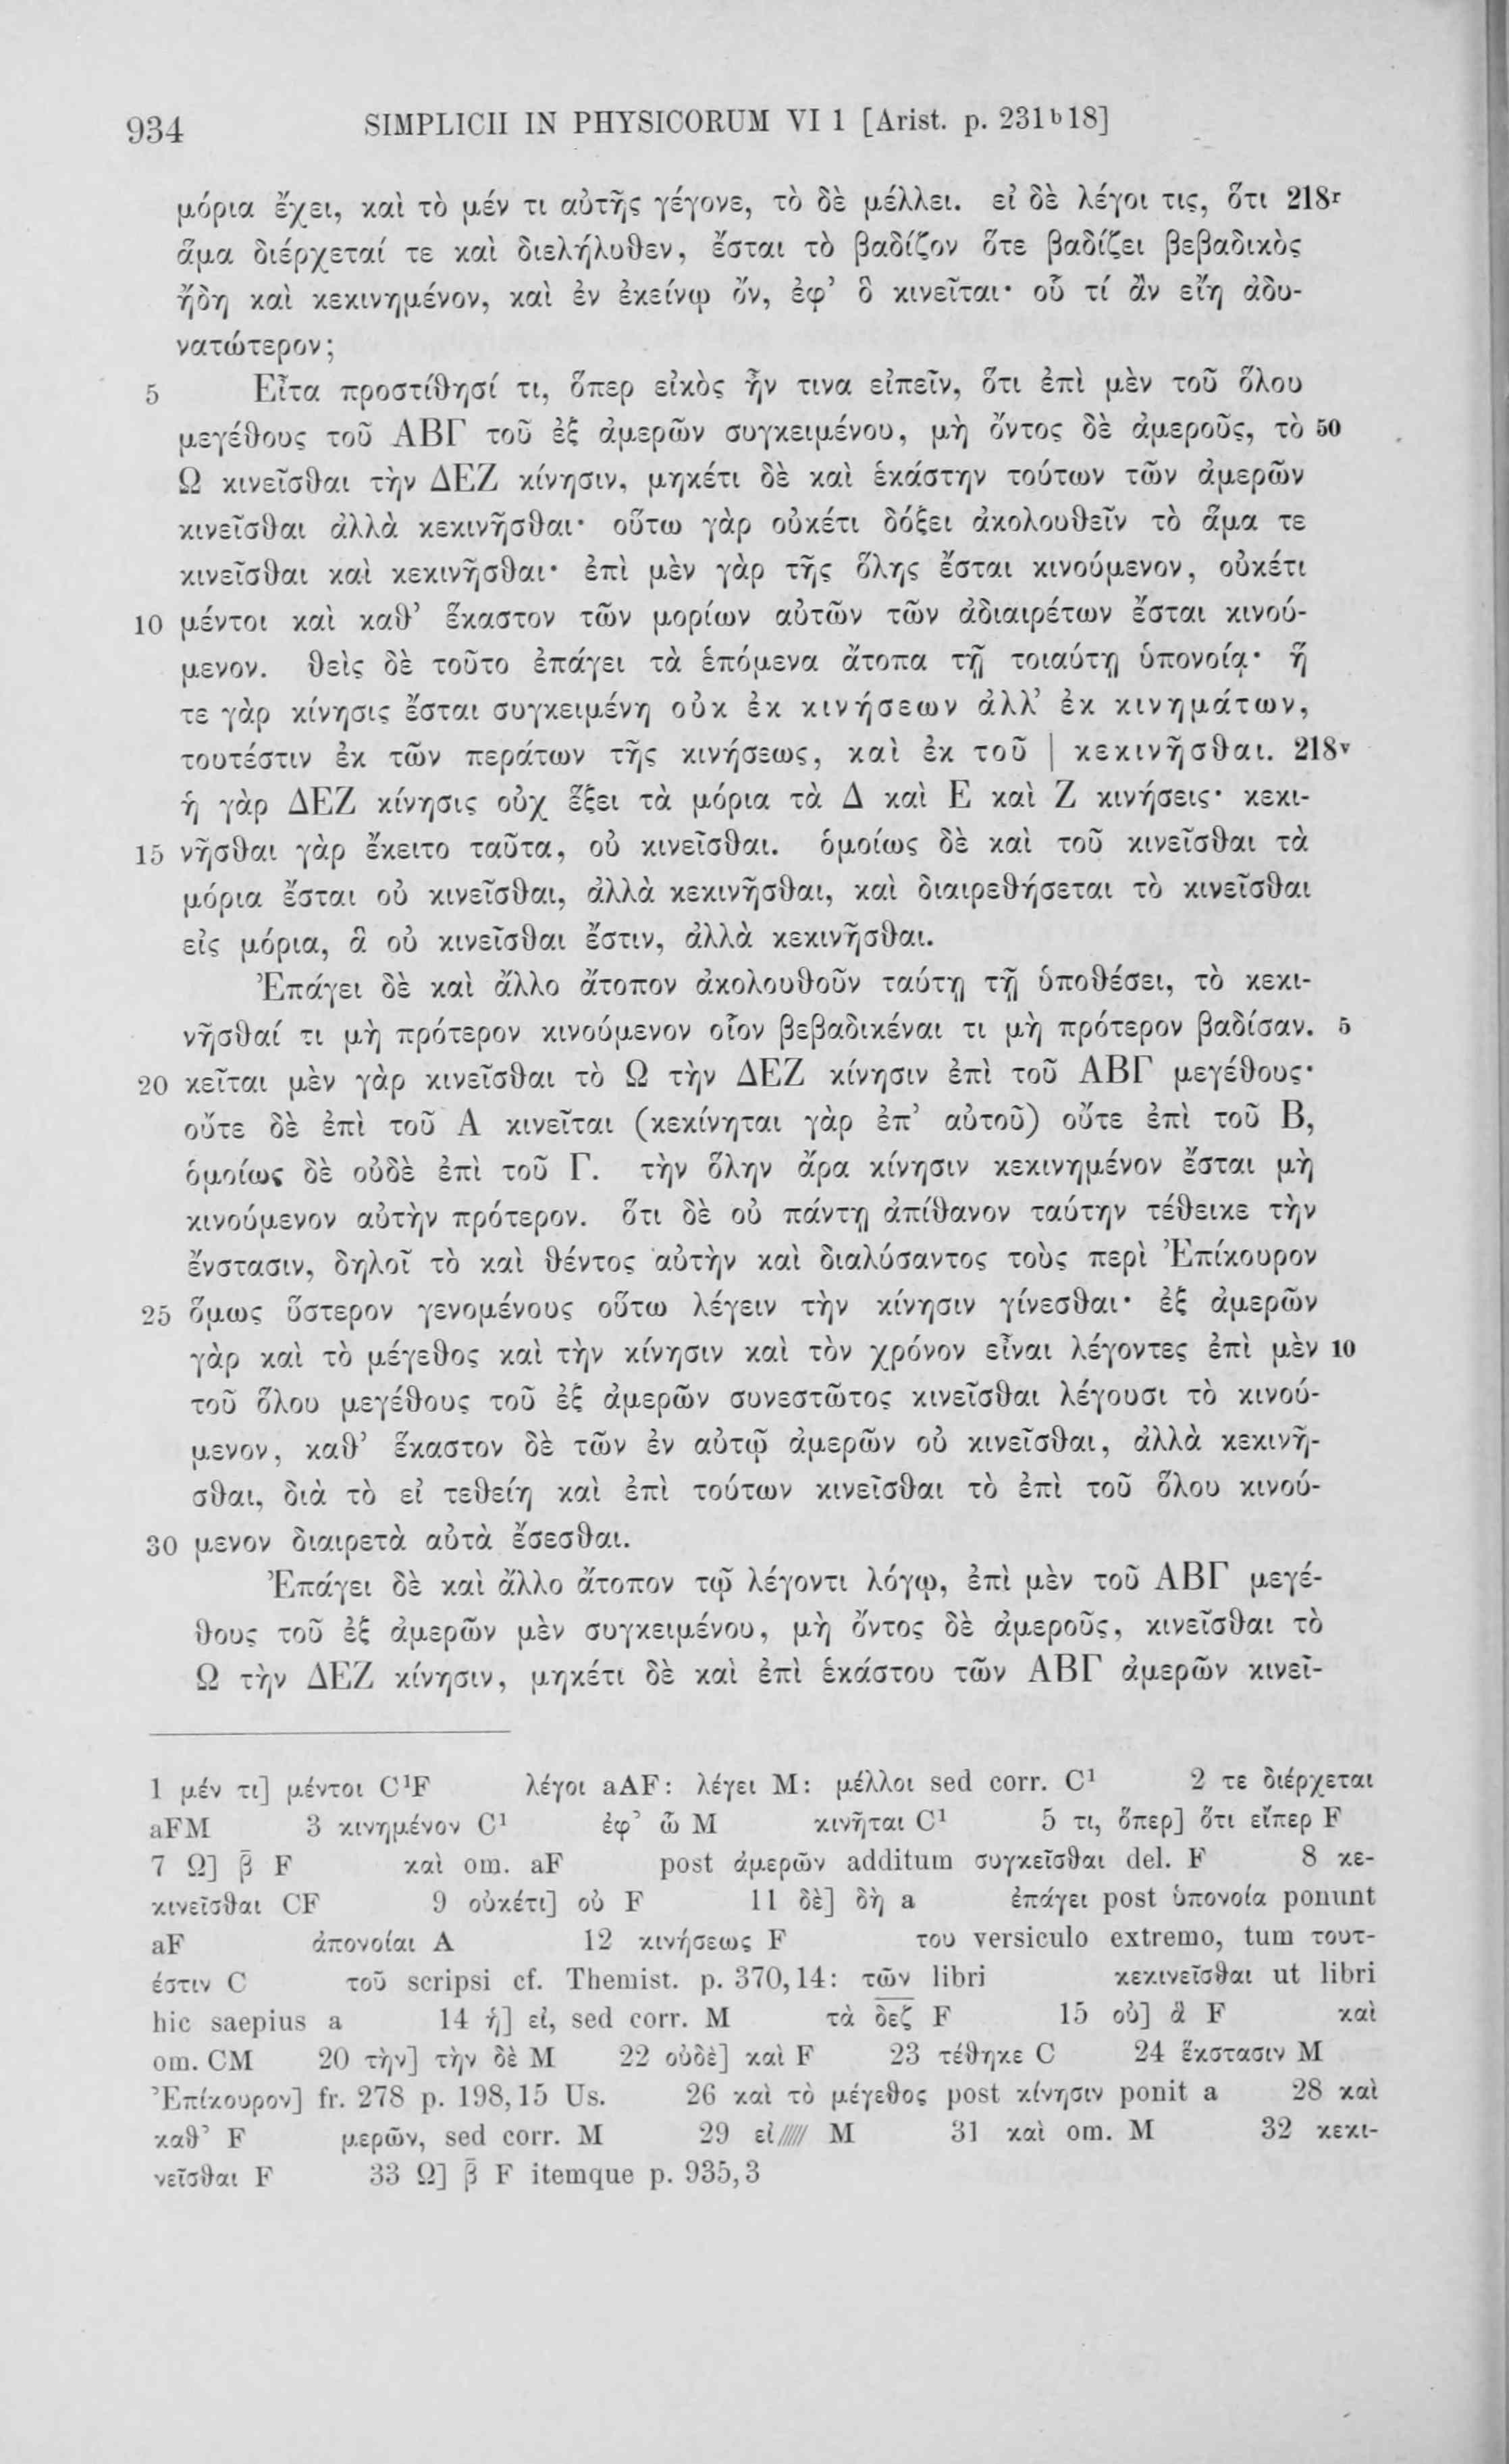 934 SIMPLICII IN PHYSICORUM VI 1 [Arist. p. 231ᵇ18]
μόρια ἔχει, καὶ τὸ μέν τι αὐτῆς γέγονε, τὸ δὲ μέλλει. εἰ δὲ λέγοι τις, ὅτι 218ʳ
ἅμα διέρχεταί τε καὶ διελήλυθεν, ἔσται τὸ βαδίζον ὅτε βαδίζει βεβαδικὸς
ἤδη καὶ κεκινημένον, καὶ ἐν ἐκείνῳ ὄν, ἐφ’ ὃ κινεῖται· οὗ τί ἂν εἴη ἀδυ-
νατώτερον;
5 Εἶτα προστίθησί τι, ὅπερ εἰκὸς ἦν τινα εἰπεῖν, ὅτι ἐπὶ μὲν τοῦ ὅλου
μεγέθους τοῦ ΑΒΓ τοῦ ἐξ ἀμερῶν συγκειμένου, μὴ ὄντος δὲ ἀμεροῦς, τὸ 50
Ω κινεῖσθαι τὴν ΔΕΖ κίνησιν, μηκέτι δὲ καὶ ἑκάστην τούτων τῶν ἀμερῶν
κινεῖσθαι ἀλλὰ κεκινῆσθαι· οὕτω γὰρ οὐκέτι δόξει ἀκολουθεῖν τὸ ἅμα τε
κινεῖσθαι καὶ κεκινῆσθαι· ἐπὶ μὲν γὰρ τῆς ὅλης ἔσται κινούμενον, οὐκέτι
10 μέντοι καὶ καθ’ ἕκαστον τῶν μορίων αὐτῶν τῶν ἀδιαιρέτων ἔσται κινού-
μενον. θεὶς δὲ τοῦτο ἐπάγει τὰ ἑπόμενα ἄτοπα τῇ τοιαύτῃ ὑπονοίᾳ· ἥ
τε γὰρ κίνησις ἔσται συγκειμένη οὐκ ἐκ κινήσεων ἀλλ’ ἐκ κινημάτων,
τουτέστιν ἐκ τῶν περάτων τῆς κινήσεως, καὶ ἐκ τοῦ | κεκινῆσθαι. 218ᵛ
ἡ γὰρ ΔΕΖ κίνησις οὐχ ἕξει τὰ μόρια τὰ Δ καὶ Ε καὶ Ζ κινήσεις· κεκι-
15 νῆσθαι γὰρ ἔκειτο ταῦτα, οὐ κινεῖσθαι. ὁμοίως δὲ καὶ τοῦ κινεῖσθαι τὰ
μόρια ἔσται οὐ κινεῖσθαι, ἀλλὰ κεκινῆσθαι, καὶ διαιρεθήσεται τὸ κινεῖσθαι
εἰς μόρια, ἃ οὐ κινεῖσθαι ἔστιν, ἀλλὰ κεκινῆσθαι.
Ἐπάγει δὲ καὶ ἄλλο ἄτοπον ἀκολουθοῦν ταύτῃ τῇ ὑποθέσει, τὸ κεκι-
νῆσθαί τι μὴ πρότερον κινούμενον οἷον βεβαδικέναι τι μὴ πρότερον βαδίσαν. 5
20 κεῖται μὲν γὰρ κινεῖσθαι τὸ Ω τὴν ΔΕΖ κίνησιν ἐπὶ τοῦ ΑΒΓ μεγέθους·
οὔτε δὲ ἐπὶ τοῦ Α κινεῖται (κεκίνηται γὰρ ἐπ’ αὐτοῦ) οὔτε ἐπὶ τοῦ Β,
ὁμοίως δὲ οὐδὲ ἐπὶ τοῦ Γ. τὴν ὅλην ἄρα κίνησιν κεκινημένον ἔσται μὴ
κινούμενον αὐτὴν πρότερον. ὅτι δὲ οὐ πάντῃ ἀπίθανον ταύτην τέθεικε τὴν
ἔνστασιν, δηλοῖ τὸ καὶ θέντος αὐτὴν καὶ διαλύσαντος τοὺς περὶ Ἐπίκουρον
25 ὅμως ὕστερον γενομένους οὕτω λέγειν τὴν κίνησιν γίνεσθαι· ἐξ ἀμερῶν
γὰρ καὶ τὸ μέγεθος καὶ τὴν κίνησιν καὶ τὸν χρόνον εἶναι λέγοντες ἐπὶ μὲν 10
τοῦ ὅλου μεγέθους τοῦ ἐξ ἀμερῶν συνεστῶτος κινεῖσθαι λέγουσι τὸ κινού-
μενον, καθ’ ἕκαστον δὲ τῶν ἐν αὐτῷ ἀμερῶν οὐ κινεῖσθαι, ἀλλὰ κεκινῆ-
σθαι, διὰ τὸ εἰ τεθείη καὶ ἐπὶ τούτων κινεῖσθαι τὸ ἐπὶ τοῦ ὅλου κινού-
30 μενον διαιρετὰ αὐτὰ ἔσεσθαι.
Ἐπάγει δὲ καὶ ἄλλο ἄτοπον τῷ λέγοντι λόγῳ, ἐπὶ μὲν τοῦ ΑΒΓ μεγέ-
θους τοῦ ἐξ ἀμερῶν μὲν συγκειμένου, μὴ ὄντος δὲ ἀμεροῦς, κινεῖσθαι τὸ
Ω τὴν ΔΕΖ κίνησιν, μηκέτι δὲ καὶ ἐπὶ ἑκάστου τῶν ΑΒΓ ἀμερῶν κινεῖ-
1 μέν τι] μέντοι C¹F λέγοι aAF: λέγει M: μέλλοι sed corr. C¹ 2 τε διέρχεται
aFM 3 κινημένον C¹ ἐφ’ ὧ M κινῆται C¹ 5 τι, ὅπερ] ὅτι εἴπερ F
7 Ω] β̄ F καὶ om. aF post ἀμερῶν additum συγκεῖσθαι del. F 8 κε-
κινεῖσθαι CF 9 οὐκέτι] οὐ F 11 δὲ] δὴ a ἐπάγει post ὑπονοία ponunt
aF ἀπονοίαι A 12 κινήσεως F του versiculo extremo, tum τουτ-
έστιν C τοῦ scripsi cf. Themist. p. 370,14: τῶν libri κεκινεῖσθαι ut libri
hic saepius a 14 ἡ] εἰ, sed corr. M τὰ δ̅ε̅ζ̅ F 15 οὐ] ἃ F καὶ
om. CM 20 τὴν] τὴν δὲ M 22 οὐδὲ] καὶ F 23 τέθηκε C 24 ἔκστασιν M
Ἐπίκουρον] fr. 278 p. 198,15 Us. 26 καὶ τὸ μέγεθος post κίνησιν ponit a 28 καὶ
καθ’ F μερῶν, sed corr. M 29 εἰ///// M 31 καὶ om. M 32 κεκι-
νεῖσθαι F 33 Ω] β̄ F itemque p. 935,3